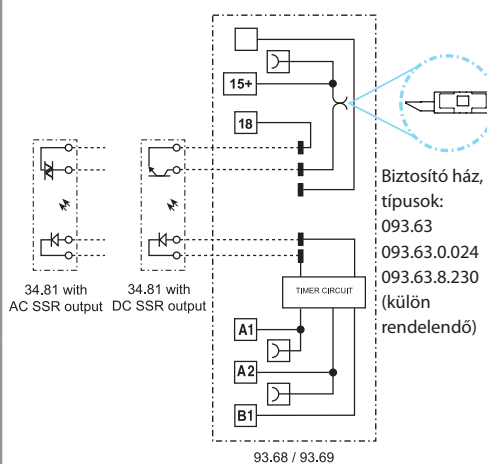 15+
18
Biztosító ház,
típusok:
093.63
093.63.0.024
093.63.8.230
(külön
rendelendő)
34.81 with
AC SSR output
34.81 with
DC SSR output
TIMER CIRCUIT
A1
A2
B1
93.68 / 93.69